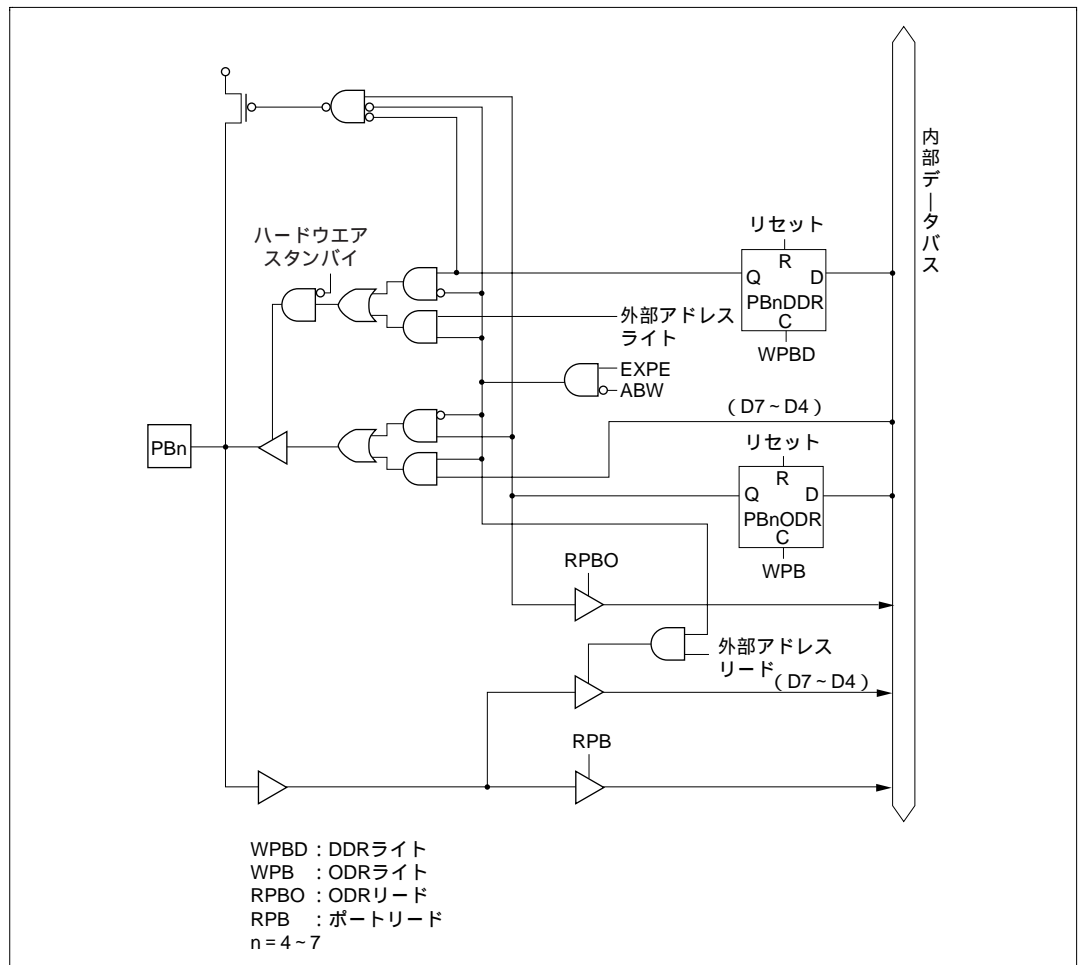 内部データバス
リセット
R
Q D
PBnDDR
C
WPBD
ハードウエア
スタンバイ
外部アドレス
ライト
EXPE
ABW
（D7～D4）
リセット
R
Q D
PBnODR
C
WPB
PBn
RPBO
外部アドレス
リード
（D7～D4）
RPB
WPBD : DDRライト
WPB : ODRライト
RPBO : ODRリード
RPB : ポートリード
n = 4～7